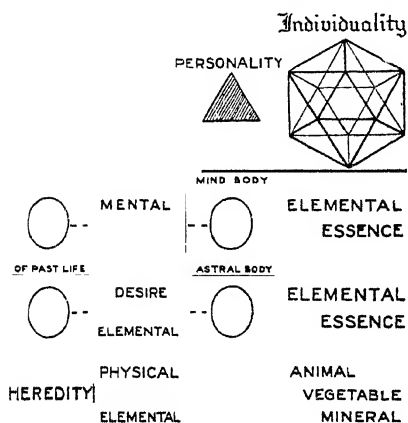 Individuality
PERSONALITY
MIND BODY
MENTAL
ELEMENTAL
ESSENCE
OF PAST LIFE
ASTRAL BODY
DESIRE
ELEMENTAL
ELEMENTAL
ESSENCE
PHYSICAL
ANIMAL
HEREDITY
VEGETABLE
ELEMENTAL
MINERAL